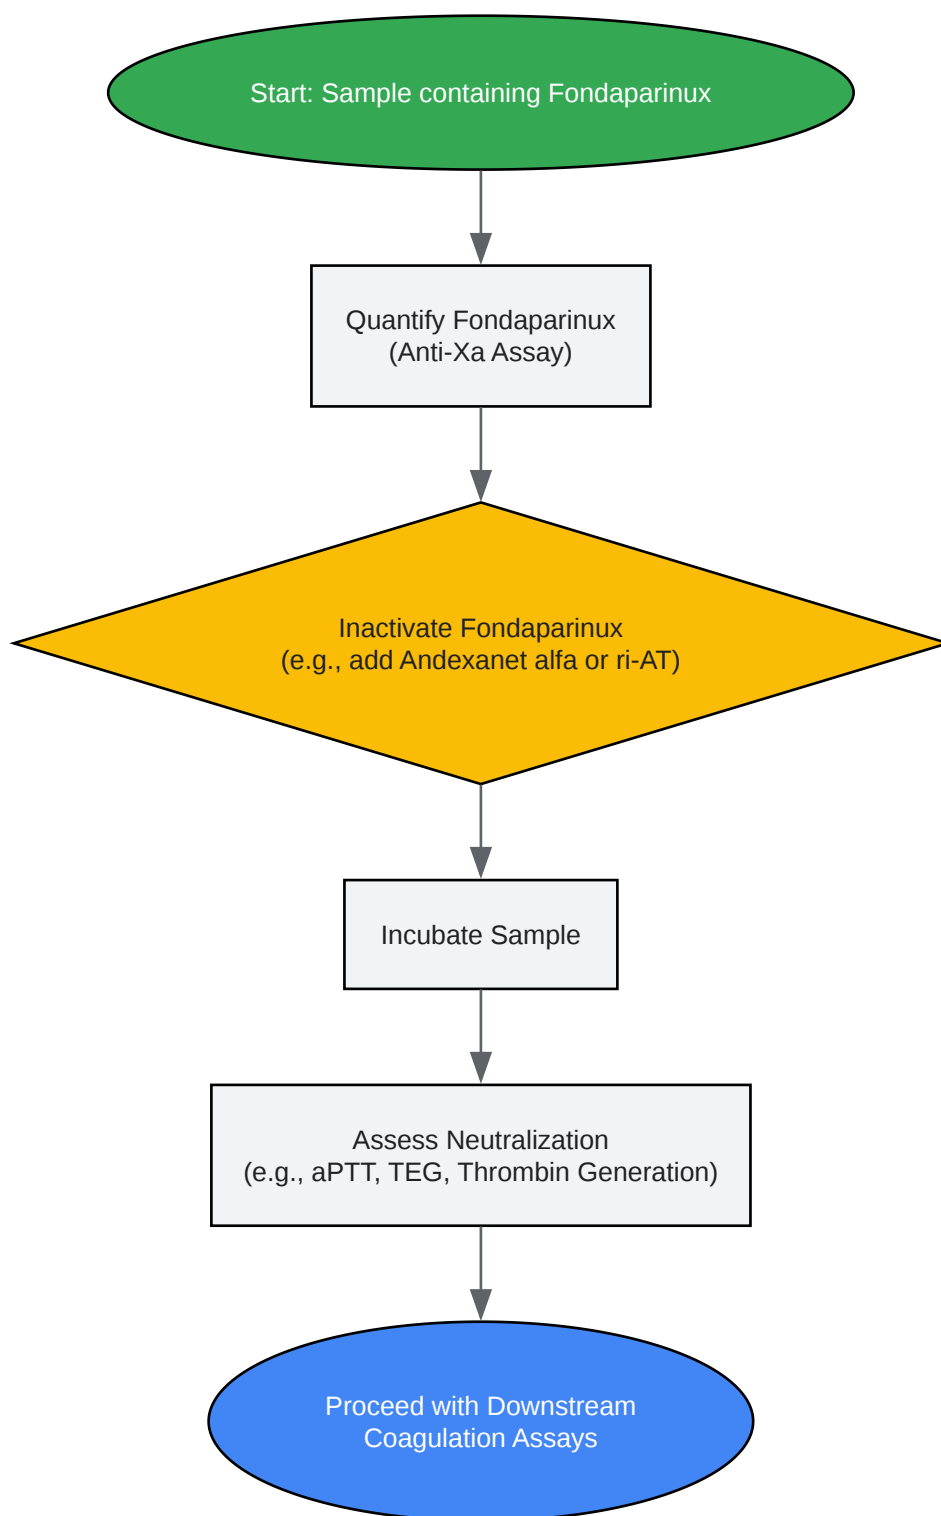 Start: Sample containing Fondaparinux
Quantify Fondaparinux
(Anti-Xa Assay)
Inactivate Fondaparinux
(e.g., add Andexanet alfa or ri-AT)
Incubate Sample
Assess Neutralization
(e.g., aPTT, TEG, Thrombin Generation)
Proceed with Downstream
Coagulation Assays